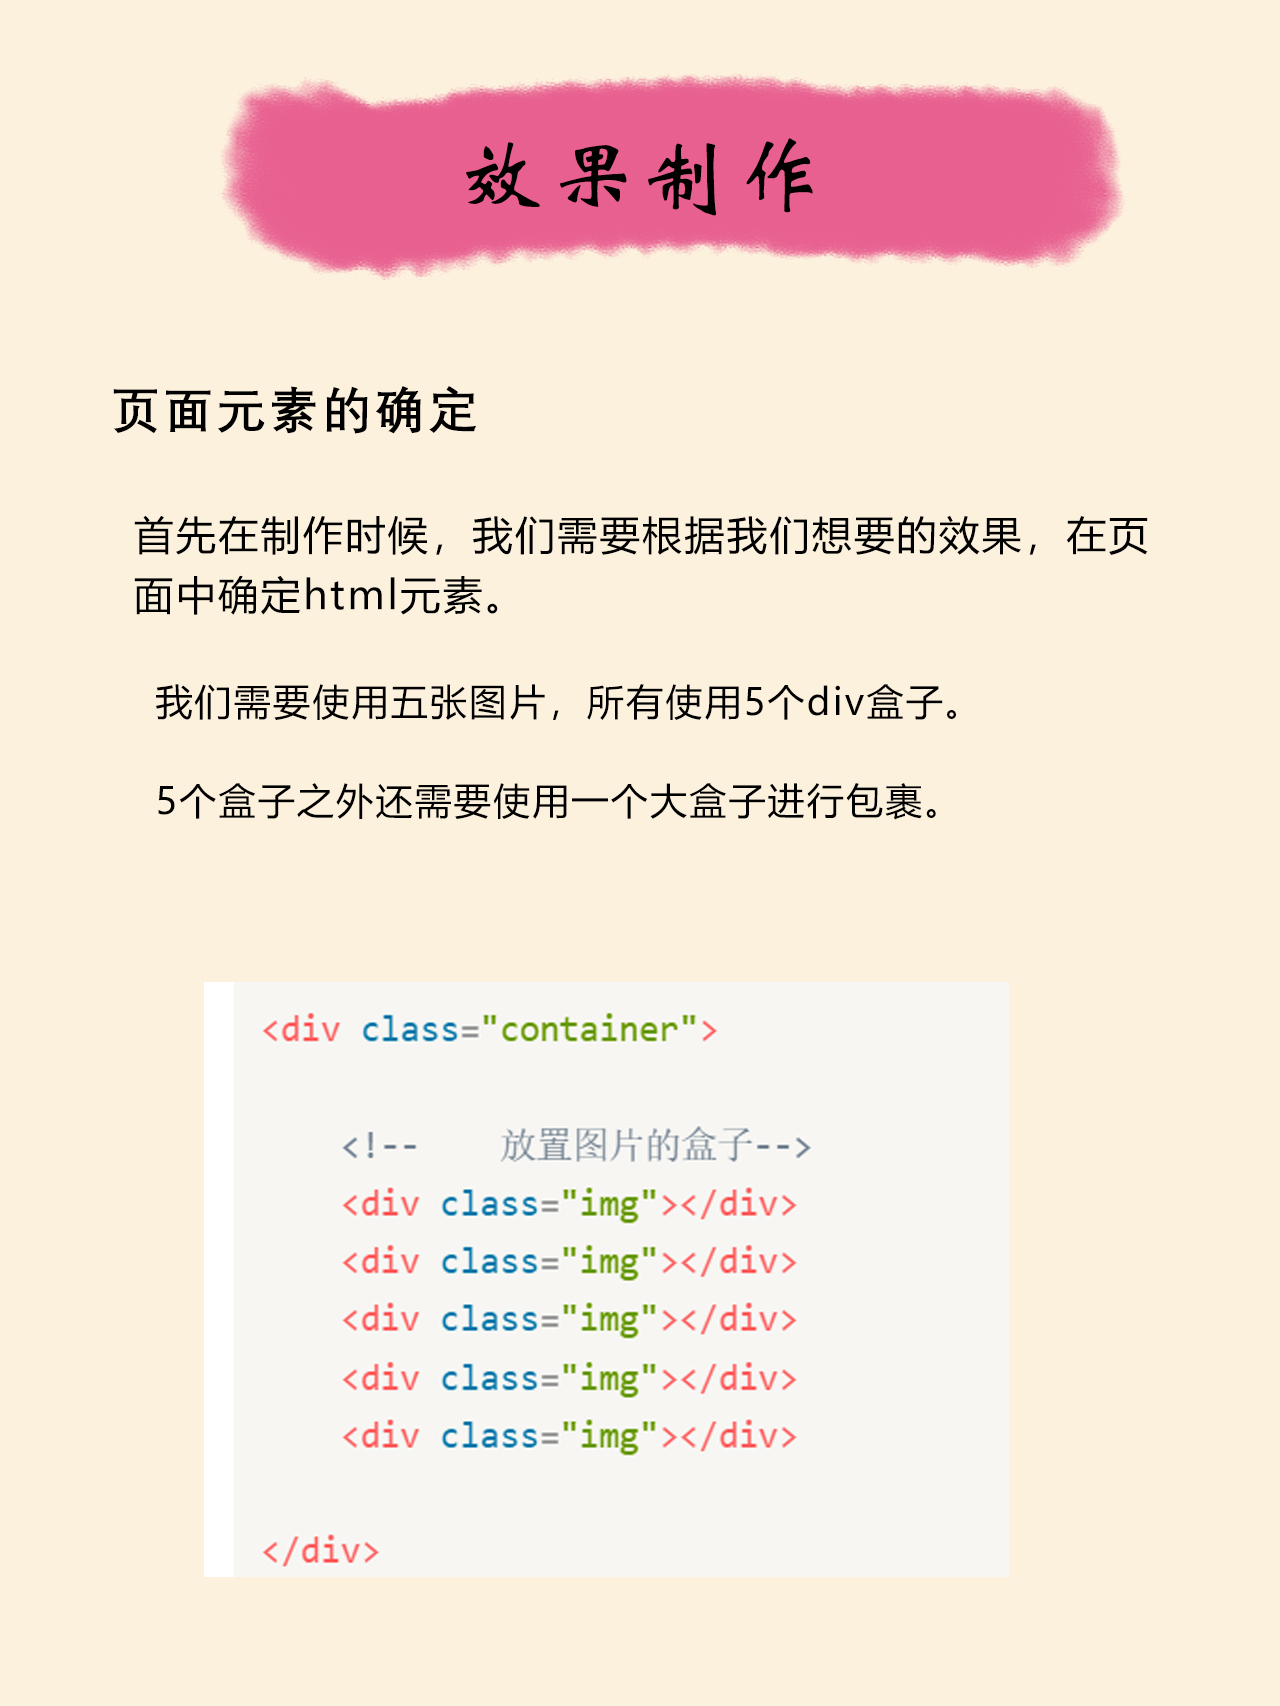 效果制作
页面元素的确定
首先在制作时候，我们需要根据我们想要的效果，在页
面中确定html元素。
我们需要使用五张图片，所有使用5个div盒子。
5个盒子之外还需要使用一个大盒子进行包裹。
<div class="container">
<!--    放置图片的盒子-->
<div class="img"></div>
<div class="img"></div>
<div class="img"></div>
<div class="img"></div>
<div class="img"></div>
</div>